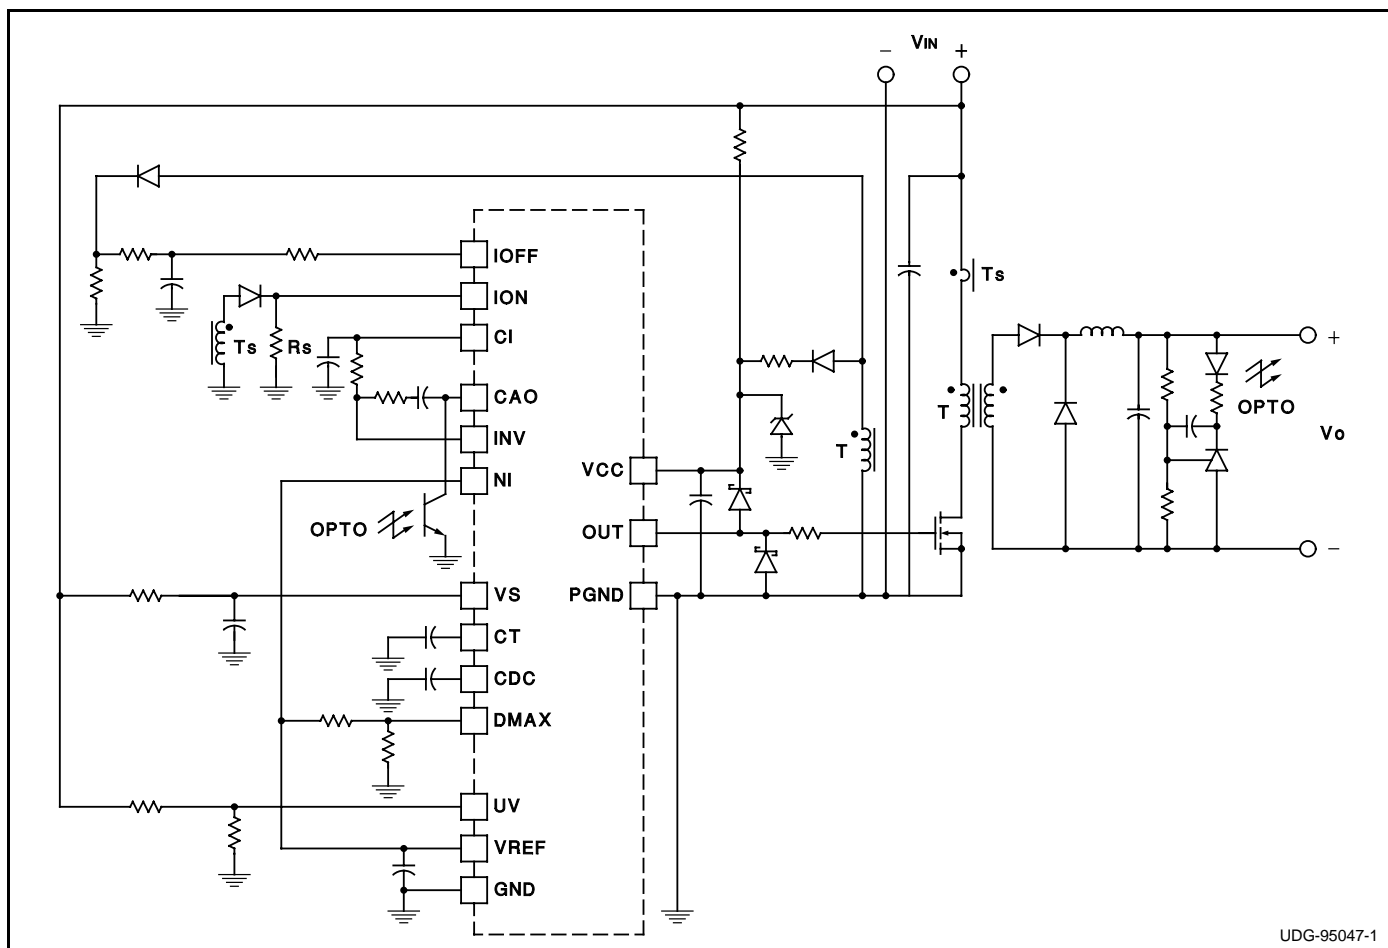 − VIN +
Ts
IOFF
ION
Ts
Rs
CI
CAO
INV
NI
OPTO
VCC
OUT
PGND
T
T
OPTO
+
Vo
−
VS
CT
CDC
DMAX
UV
VREF
GND
UDG-95047-1